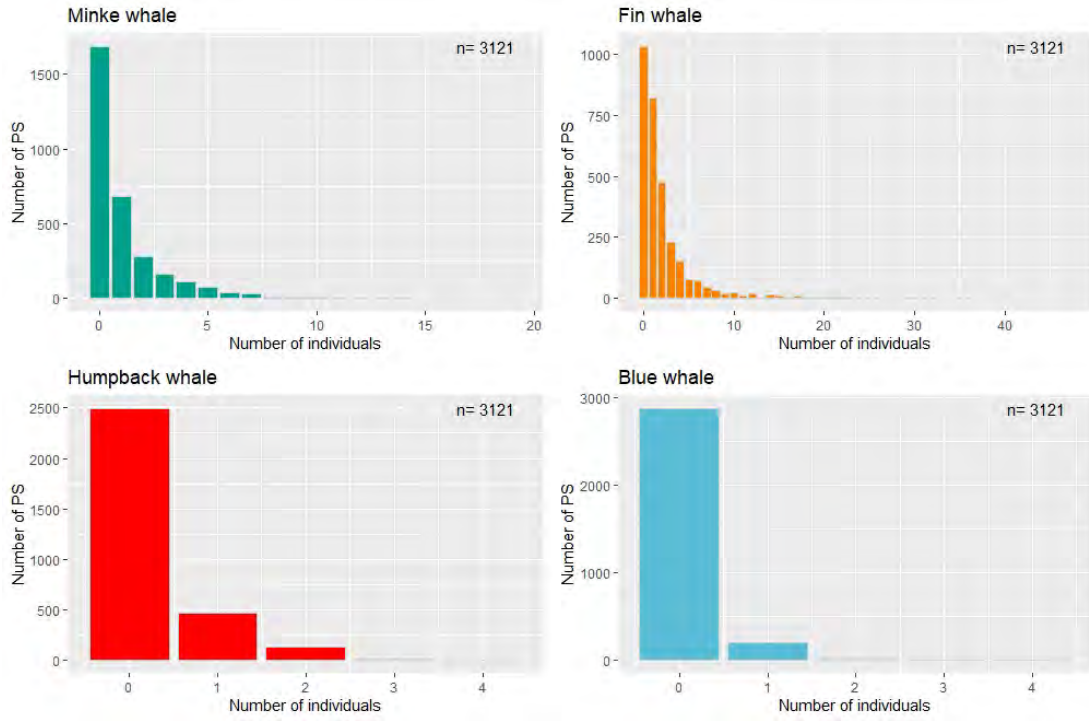 Minke whale
n= 3121
Number of PS
1500
1000
500
0
0 5 10 15 20
Number of individuals
Fin whale
n= 3121
Number of PS
1000
750
500
250
0
0 10 20 30 40
Number of individuals
Humpback whale
n= 3121
Number of PS
2500
2000
1500
1000
500
0
0 1 2 3 4
Number of individuals
Blue whale
n= 3121
Number of PS
3000
2000
1000
0
0 1 2 3 4
Number of individuals